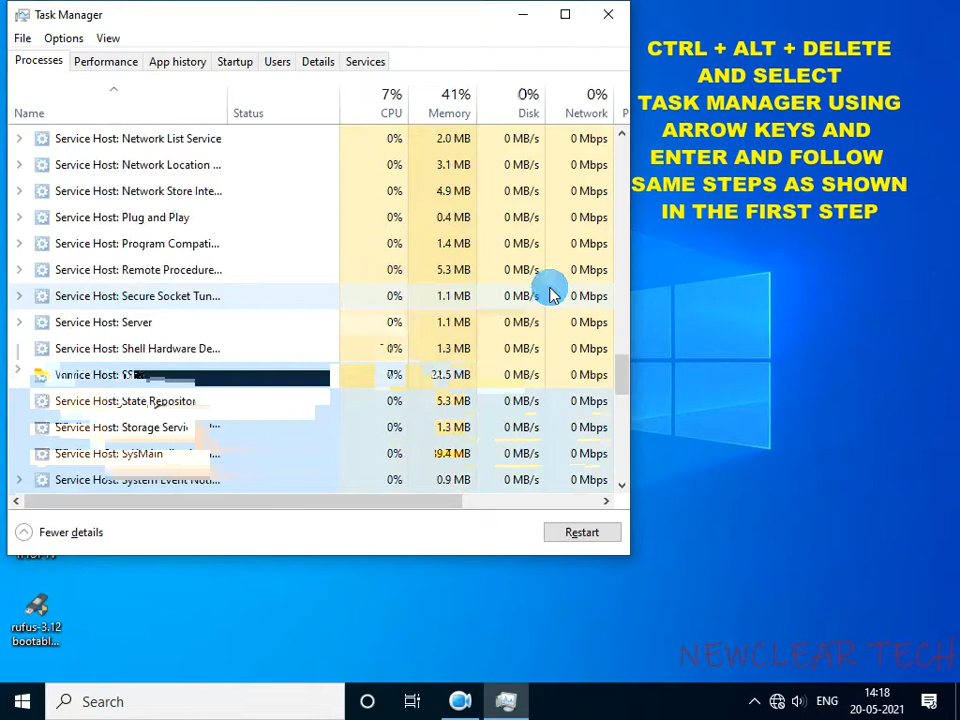 Task Manager
File Options View
Processes Performance App history Startup Users Details Services
7% 41% 0% 0%
Name Status CPU Memory Disk Network P
Service Host: Network List Service 0% 2.0 MB 0 MB/s 0 Mbps
Service Host: Network Location ... 0% 3.1 MB 0 MB/s 0 Mbps
Service Host: Network Store Inte... 0% 4.9 MB 0 MB/s 0 Mbps
Service Host: Plug and Play 0% 0.4 MB 0 MB/s 0 Mbps
Service Host: Program Compati... 0% 1.4 MB 0 MB/s 0 Mbps
Service Host: Remote Procedure... 0% 5.3 MB 0 MB/s 0 Mbps
Service Host: Secure Socket Tun... 0% 1.1 MB 0 MB/s 0 Mbps
Service Host: Server 0% 1.1 MB 0 MB/s 0 Mbps
Service Host: Shell Hardware De... 0% 1.3 MB 0 MB/s 0 Mbps
Host: 0 MB/s 0 Mbps
Service Host: State Repositor 0% 5.3 MB 0 MB/s 0 Mbps
Service Host: Storage Servi ... 0% 1.3 MB 0 MB/s 0 Mbps
Service Host: SysMain 0% MB 0 MB/s 0 Mbps
Service Host: System Event Noti... 0% 0.9 MB 0 MB/s 0 Mbps
Fewer details Restart
CTRL + ALT + DELETE
AND SELECT
TASK MANAGER USING
ARROW KEYS AND
ENTER AND FOLLOW
SAME STEPS AS SHOWN
IN THE FIRST STEP
rufus-3.12
bootabl...
NEWCLEAR TECH
Search ENG 14:18
20-05-2021